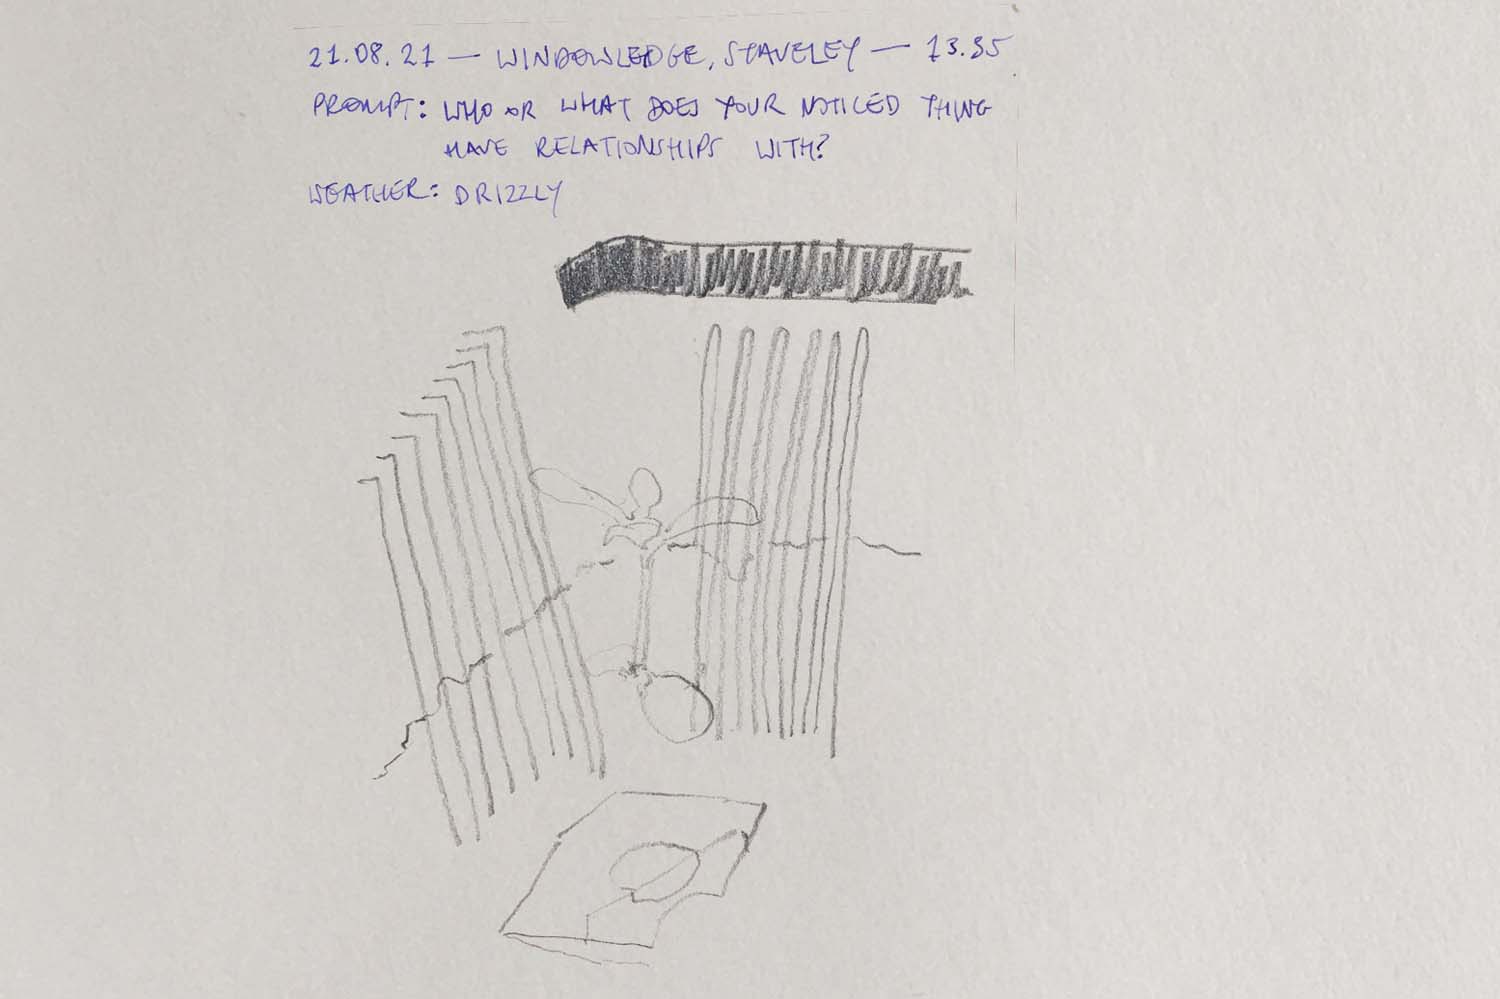 21.08.21 — WINDOWLEDGE, STAVELEY — 13.35
PROMPT: WHO OR WHAT DOES YOUR NOTICED THING
HAVE RELATIONSHIPS WITH?
WEATHER: DRIZZLY